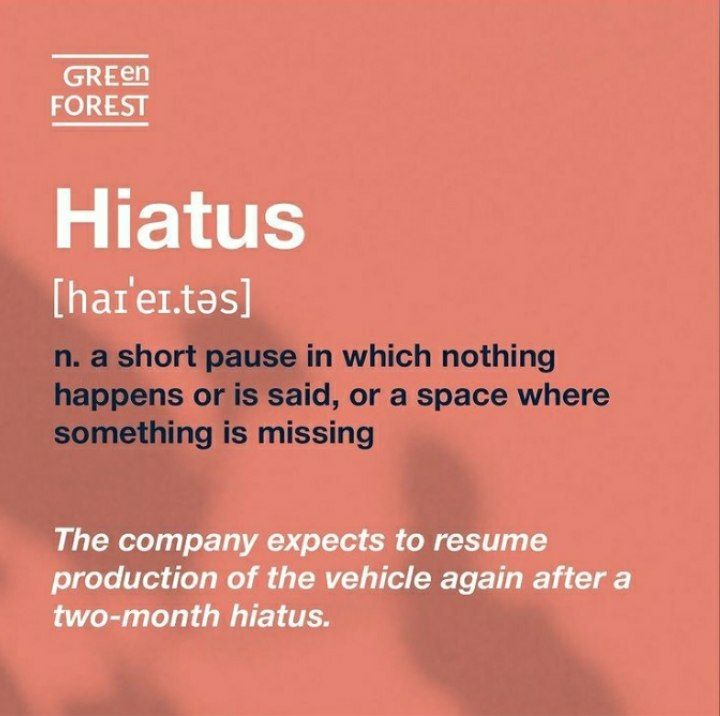 GREen
FOREST
Hiatus
[haɪˈeɪ.təs]
n. a short pause in which nothing
happens or is said, or a space where
something is missing
The company expects to resume
production of the vehicle again after a
two-month hiatus.